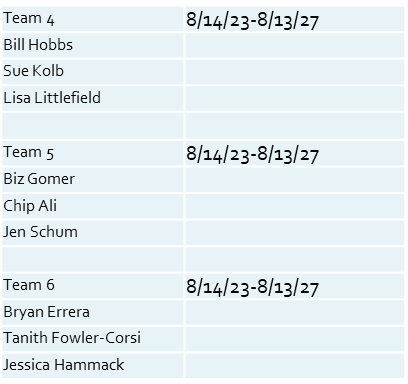 Team 4 8/14/23-8/13/27
Bill Hobbs
Sue Kolb
Lisa Littlefield
Team 5 8/14/23-8/13/27
Biz Gomer
Chip Ali
Jen Schum
Team 6 8/14/23-8/13/27
Bryan Errera
Tanith Fowler-Corsi
Jessica Hammack